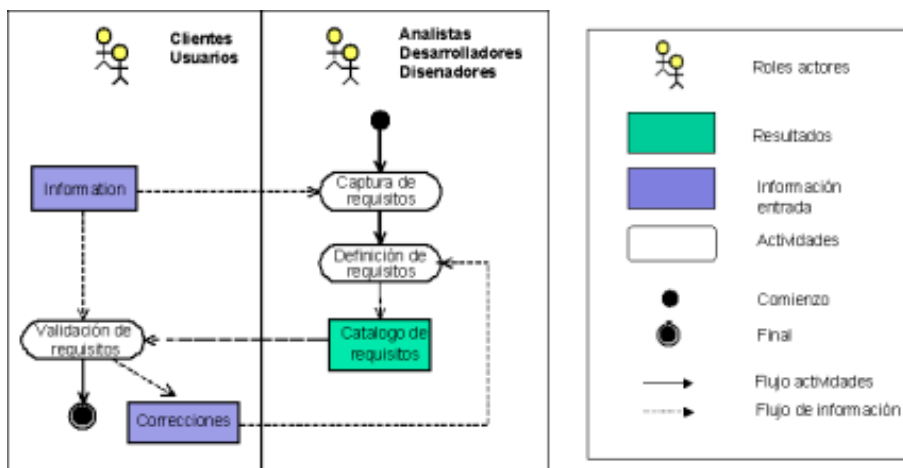 Clientes
Usuarios
Analistas
Desarrolladores
Disenadores
Information
Captura de
requisitos
Definición de
requisitos
Validación de
requisitos
Catalogo de
requisitos
Correcciones
Roles actores
Resultados
Información
entrada
Actividades
Comienzo
Final
Flujo actividades
Flujo de información